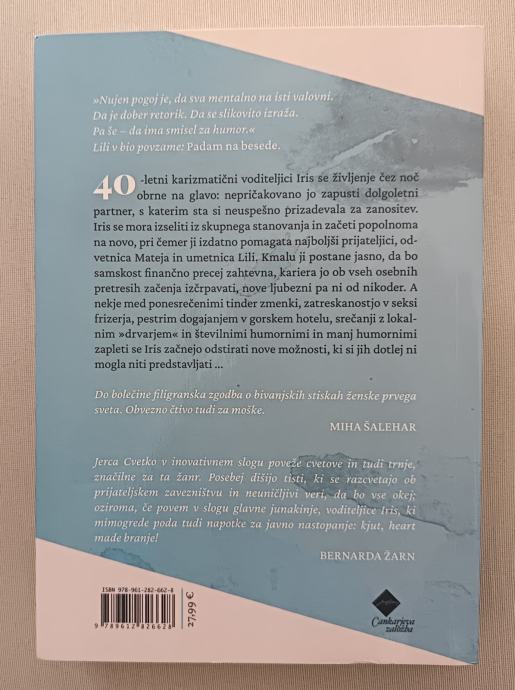 »Nujen pogoj je, da sva mentalno na isti valovni.
Da je dober retorik. Da se slikovito izraža.
Pa še – da ima smisel za humor.«
Lili v bio povzame: Padam na besede.
40-letni karizmatični voditeljici Iris se življenje čez noč
obrne na glavo: nepričakovano jo zapusti dolgoletni
partner, s katerim sta si neuspešno prizadevala za zanositev.
Iris se mora izseliti iz skupnega stanovanja in začeti popolnoma
na novo, pri čemer ji izdatno pomagata najboljši prijateljici, od-
vetnica Mateja in umetnica Lili. Kmalu ji postane jasno, da bo
samskost finančno precej zahtevna, kariera jo ob vseh osebnih
pretresih začenja izčrpavati, nove ljubezni pa ni od nikoder. A
nekje med ponesrečenimi tinder zmenki, zatreskanostjo v seksi
frizerja, pestrim dogajanjem v gorskem hotelu, srečanji z lokal-
nim »drvarjem« in številnimi humornimi in manj humornimi
zapleti se Iris začnejo odstirati nove možnosti, ki si jih dotlej ni
mogla niti predstavljati ...
Do bolečine filigranska zgodba o bivanjskih stiskah ženske prvega
sveta. Obvezno čtivo tudi za moške.
MIHA ŠALEHAR
Jerca Cvetko v inovativnem slogu poveže cvetove in tudi trnje,
značilne za ta žanr. Posebej dišijo tisti, ki se razcvetajo ob
prijateljskem zavezništvu in neuničljivi veri, da bo vse okej;
oziroma, če povem v slogu glavne junakinje, voditeljice Iris, ki
mimogrede poda tudi napotke za javno nastopanje: kjut, heart
made branje!
BERNARDA ŽARN
ISBN 978-961-282-662-8
9 789612 826628
27,99 €
Cankarjeva
založba